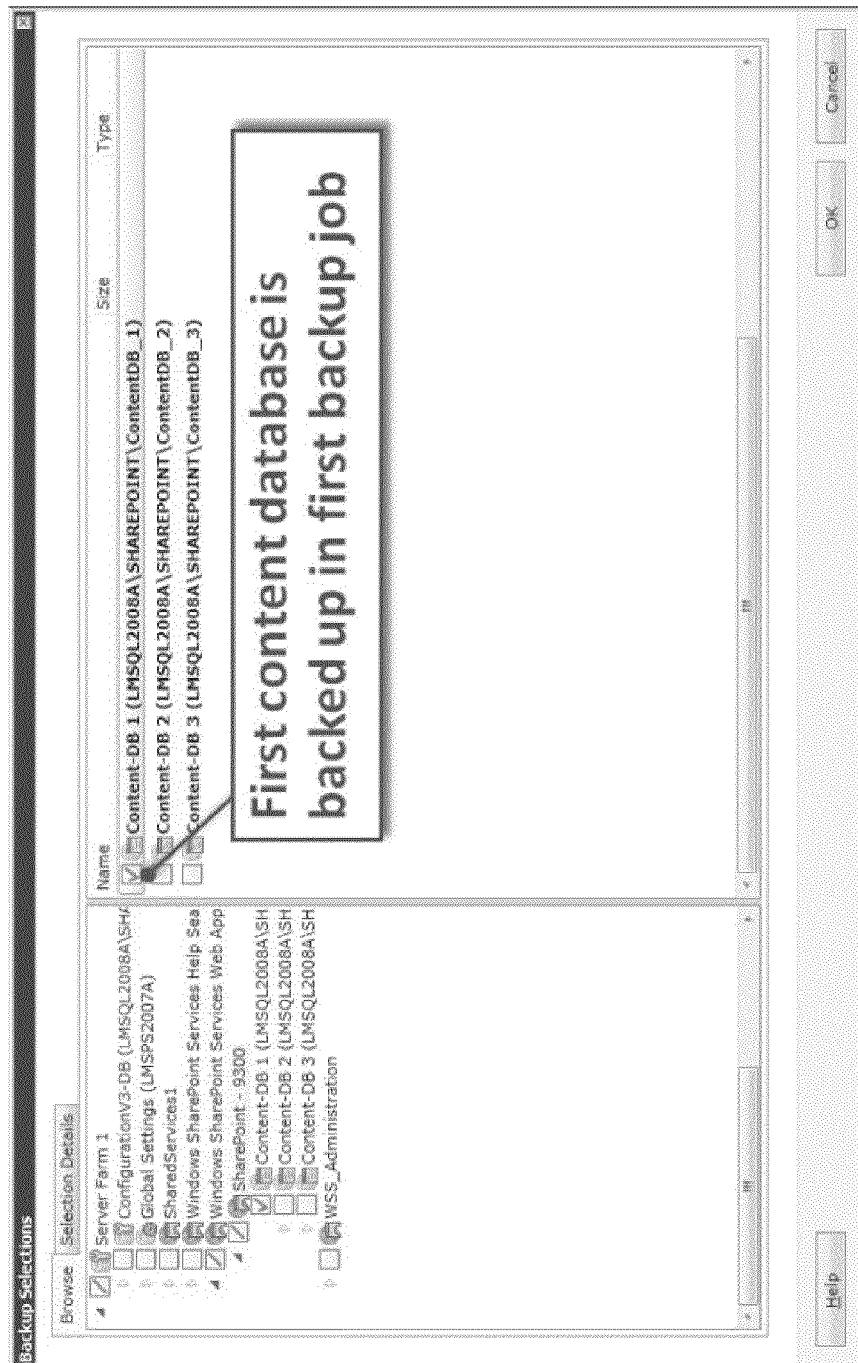 Backup Selections
Browse
Selection Details
Server Farm 1
ConfigurationV3-DB (LMSQL2008A\SHA
Global Settings (LMSPS2007A)
SharedServices1
Windows SharePoint Services Help Sea
Windows SharePoint Services Web App
SharePoint - 9300
Content-DB 1 (LMSQL2008A\SH
Content-DB 2 (LMSQL2008A\SH
Content-DB 3 (LMSQL2008A\SH
WSS_Administration
Name Size Type
Content-DB 1 (LMSQL2008A\SHAREPOINT\ContentDB_1)
Content-DB 2 (LMSQL2008A\SHAREPOINT\ContentDB_2)
Content-DB 3 (LMSQL2008A\SHAREPOINT\ContentDB_3)
First content database is
backed up in first backup job
Help
OK
Cancel